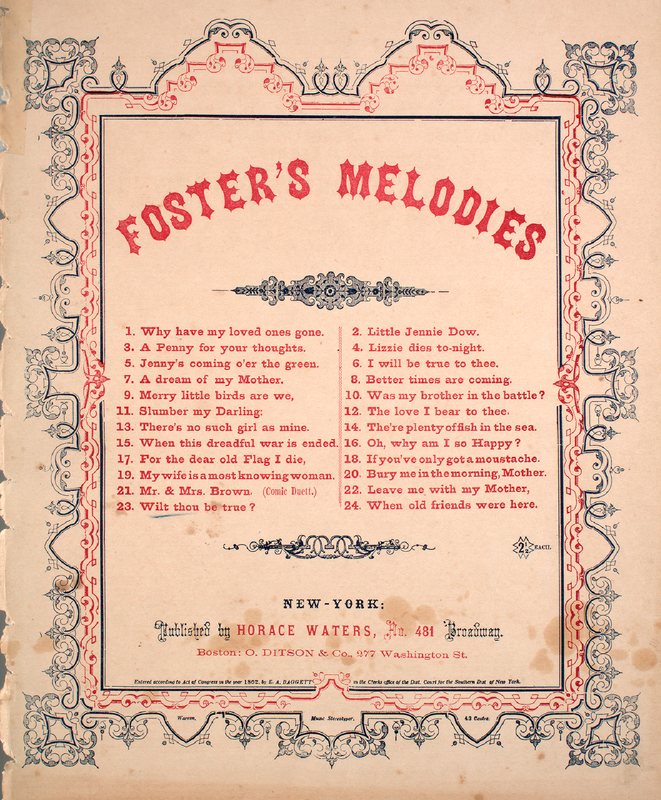 FOSTER'S MELODIES
1. Why have my loved ones gone.
2. Little Jennie Dow.
3. A Penny for your thoughts.
4. Lizzie dies to-night.
5. Jenny's coming o'er the green.
6. I will be true to thee.
7. A dream of my Mother.
8. Better times are coming.
9. Merry little birds are we,
10. Was my brother in the battle?
11. Slumber my Darling:
12. The love I bear to thee.
13. There's no such girl as mine.
14. The're plenty of fish in the sea.
15. When this dreadful war is ended.
16. Oh, why am I so Happy?
17. For the dear old Flag I die,
18. If you've only got a moustache.
19. My wife is a most knowing woman.
20. Bury me in the morning, Mother.
21. Mr. & Mrs. Brown. (Comic Duett.)
22. Leave me with my Mother,
23. Wilt thou be true?
24. When old friends were here.
EACH.
NEW-YORK:
Published by HORACE WATERS, No. 481 Broadway.
Boston: O. DITSON & Co., 277 Washington St.
Entered according to Act of Congress in the year 1862, by E. A. DAGGETT in the Clerks office of the Dist. Court for the Southern Dist of New York.
Warren, Music Stereotyper, 43 Centre.